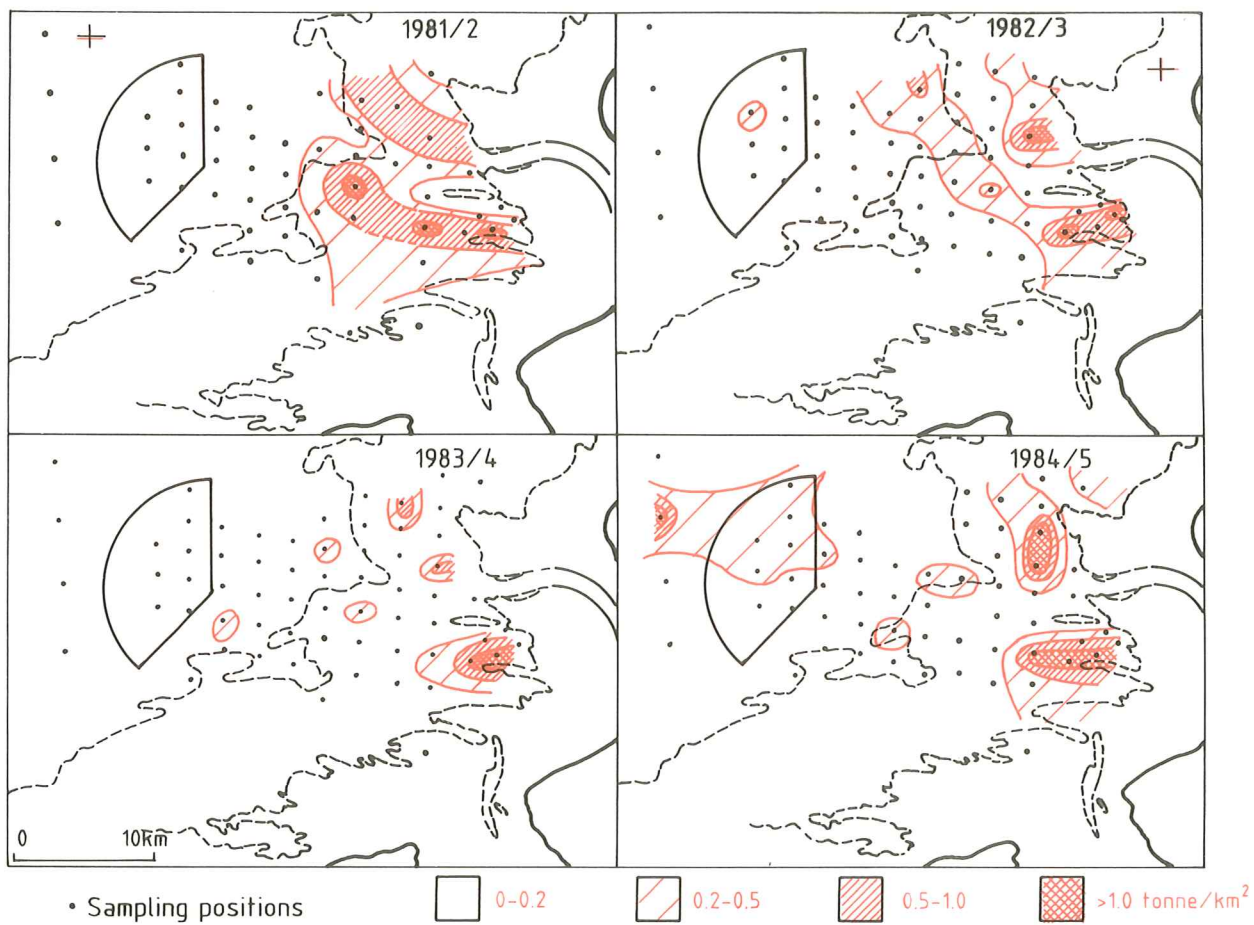 1981/2
1982/3
1983/4
1984/5
0 10km
• Sampling positions
0-0.2
0.2-0.5
0.5-1.0
>1.0 tonne/km²